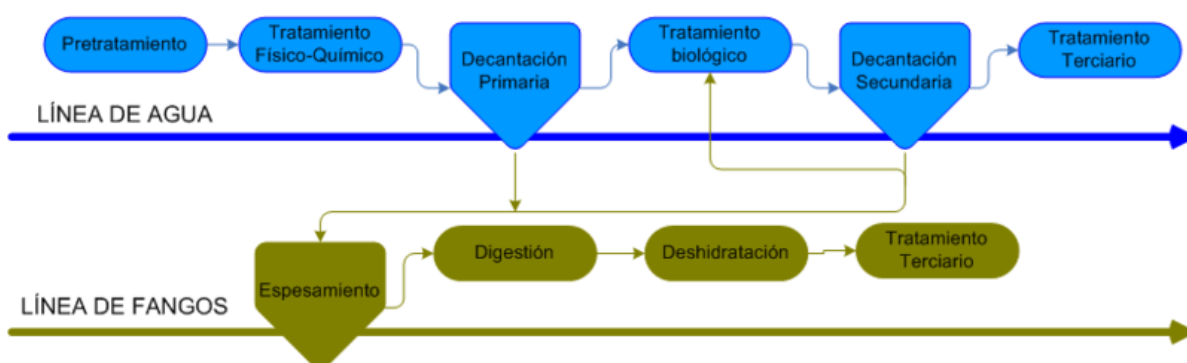 Pretratamiento
Tratamiento
Físico-Químico
Decantación
Primaria
Tratamiento
biológico
Decantación
Secundaria
Tratamiento
Terciario
LÍNEA DE AGUA
Espesamiento
Digestión
Deshidratación
Tratamiento
Terciario
LÍNEA DE FANGOS